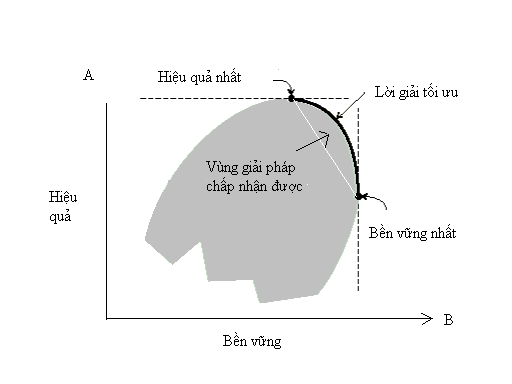 A
Hiệu quả nhất
Lời giải tối ưu
Vùng giải pháp
chấp nhận được
Hiệu
quả
Bền vững nhất
B
Bền vững